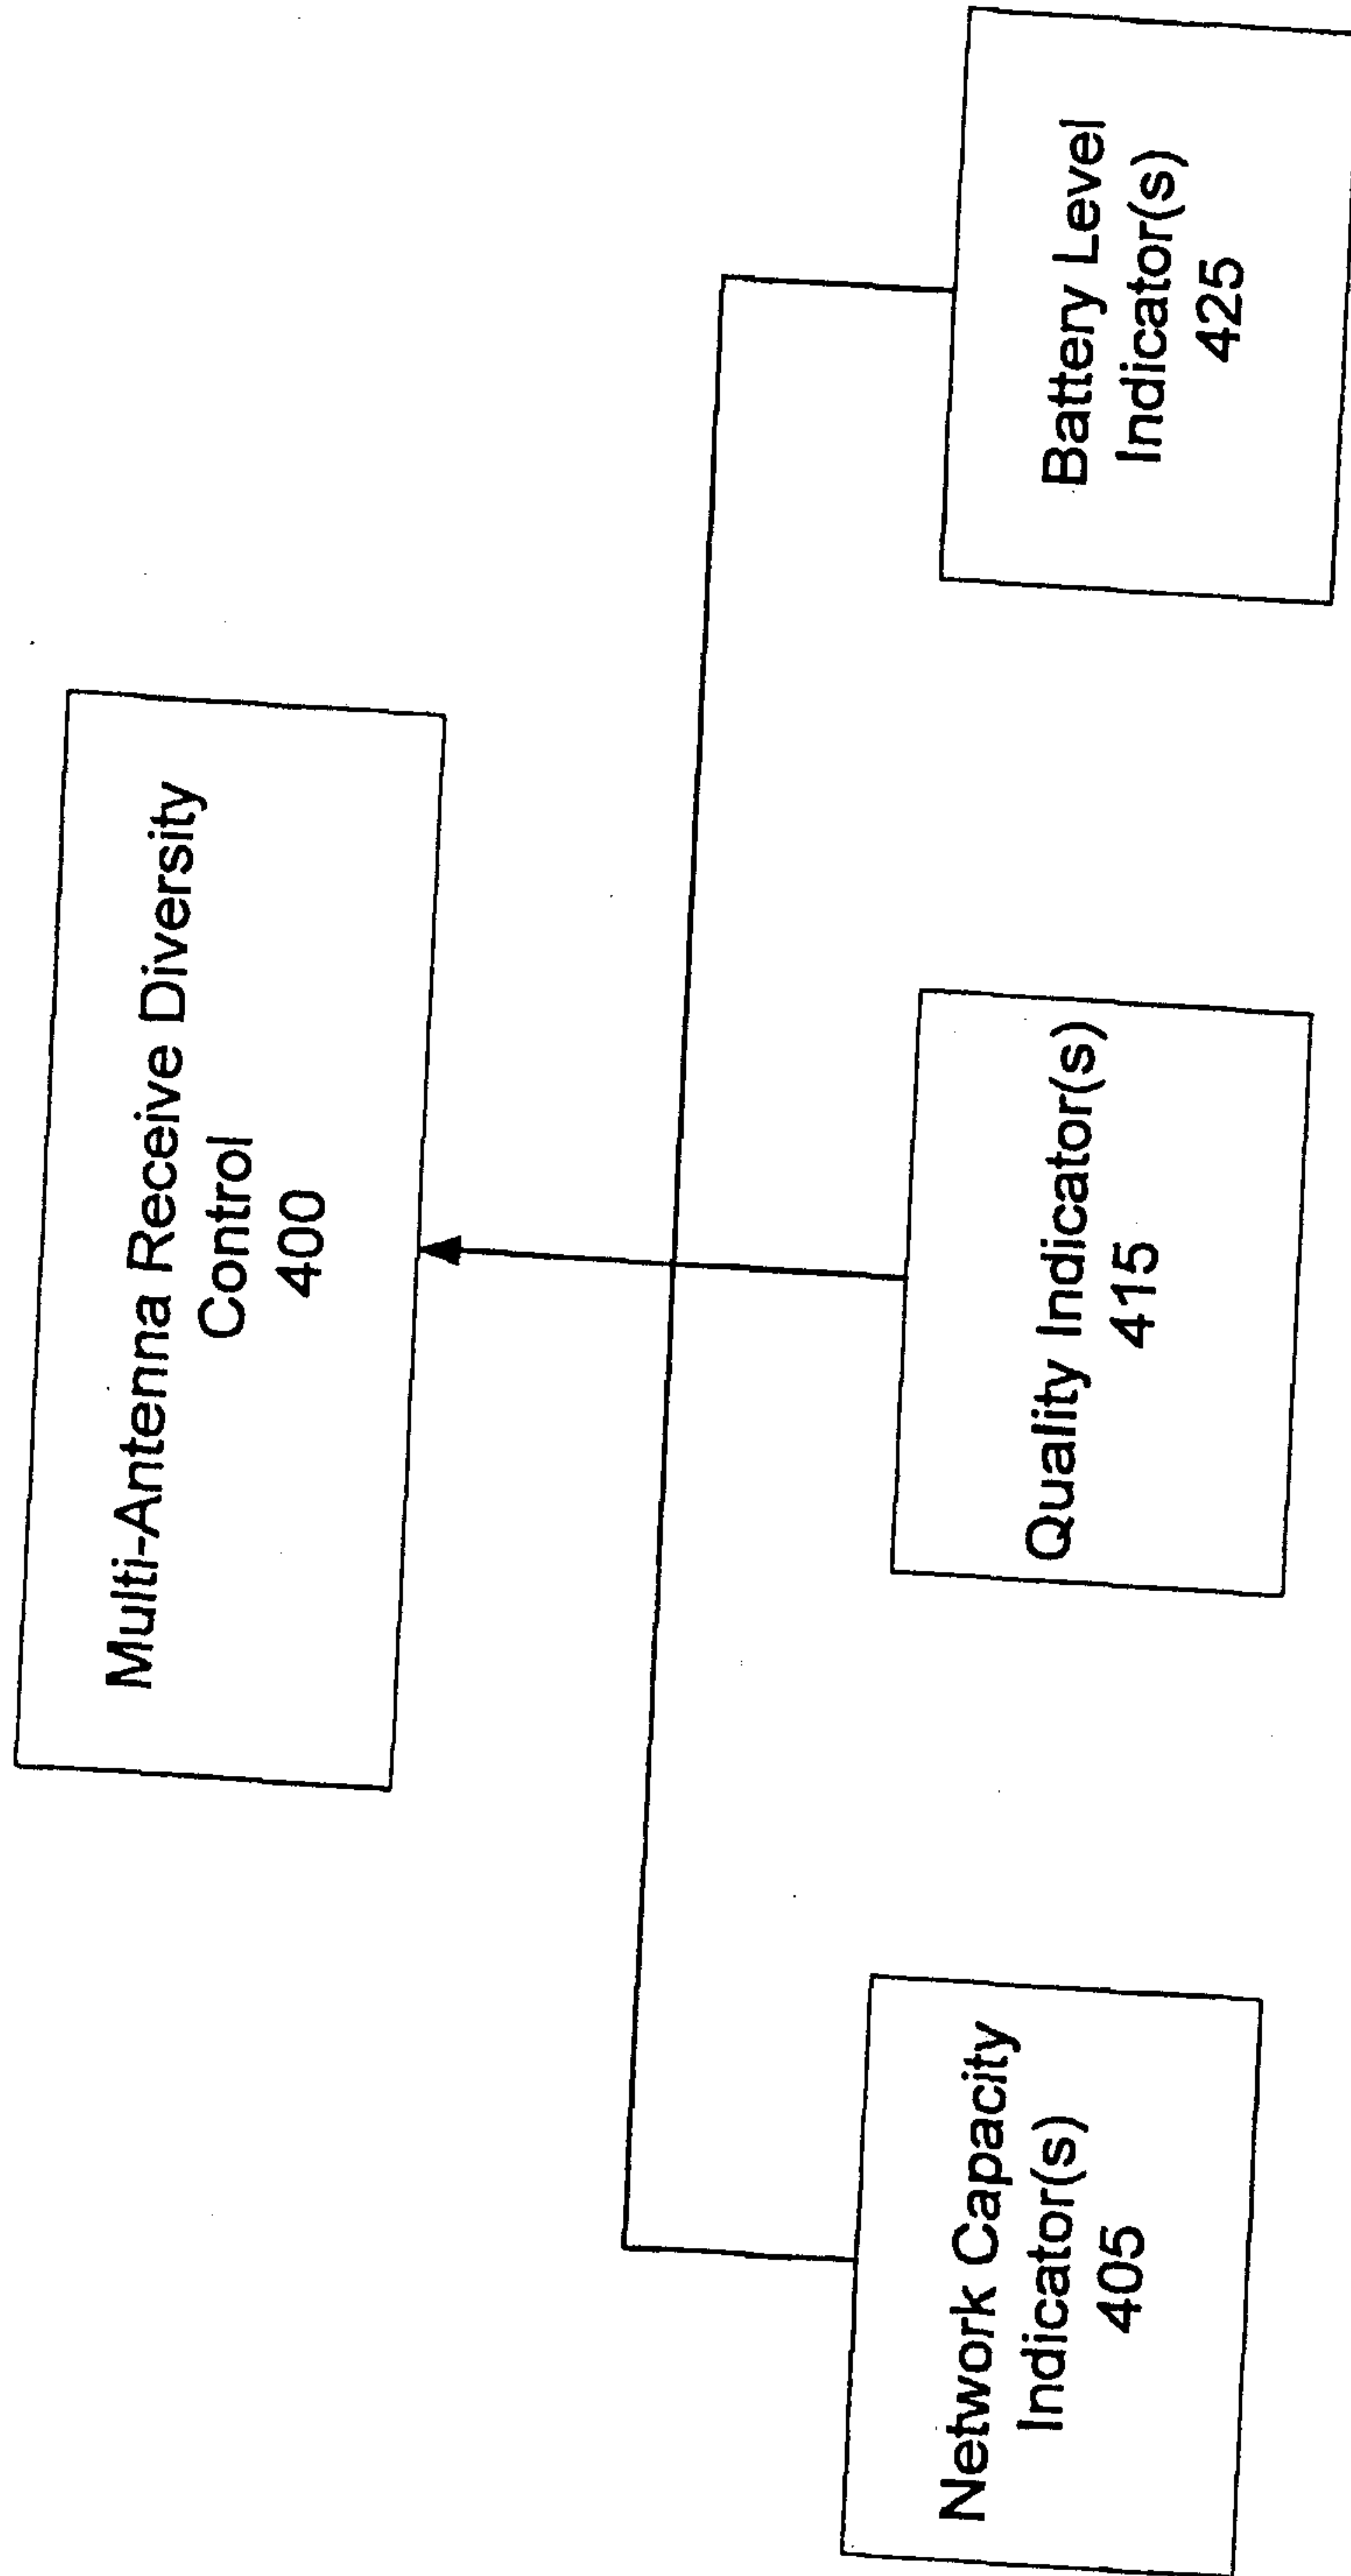 Multi-Antenna Receive Diversity
Control
400
Network Capacity
Indicator(s)
405
Quality Indicator(s)
415
Battery Level
Indicator(s)
425